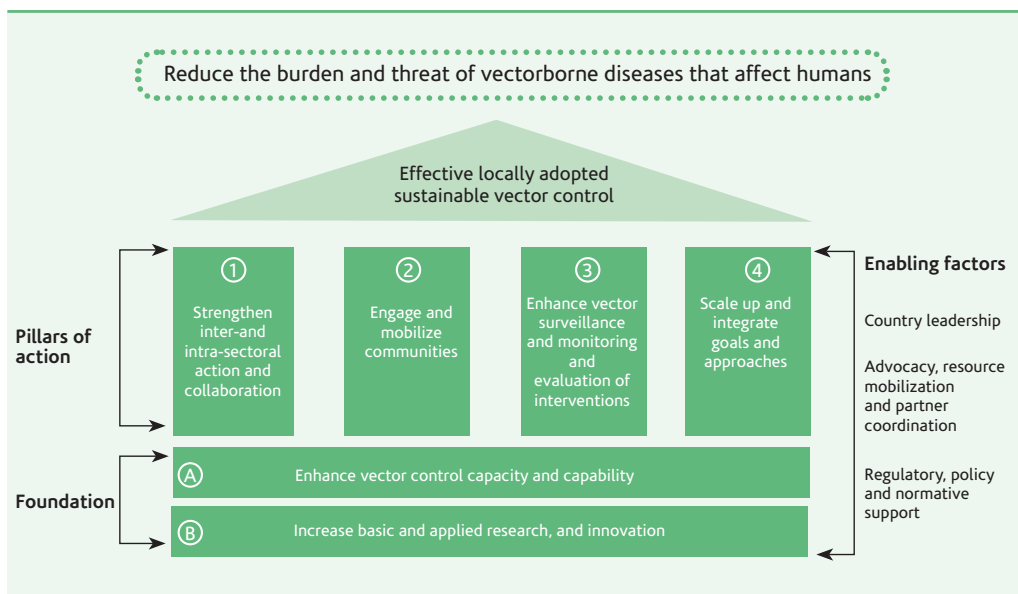 Reduce the burden and threat of vectorborne diseases that affect humans
Effective locally adopted
sustainable vector control
Pillars of
action
1
Strengthen
inter-and
intra-sectoral
action and
collaboration
2
Engage and
mobilize
communities
3
Enhance vector
surveillance
and monitoring
and
evaluation of
interventions
4
Scale up and
integrate
goals and
approaches
Foundation
A
Enhance vector control capacity and capability
B
Increase basic and applied research, and innovation
Enabling factors
Country leadership
Advocacy, resource
mobilization
and partner
coordination
Regulatory, policy
and normative
support